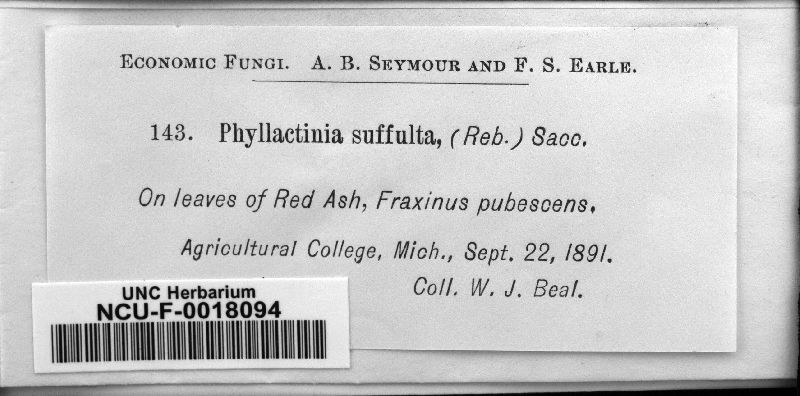 Economic Fungi. A. B. Seymour and F. S. Earle.
143. Phyllactinia suffulta, (Reb.) Sacc.
On leaves of Red Ash, Fraxinus pubescens.
Agricultural College, Mich., Sept. 22, 1891.
Coll. W. J. Beal.
UNC Herbarium
NCU-F-0018094